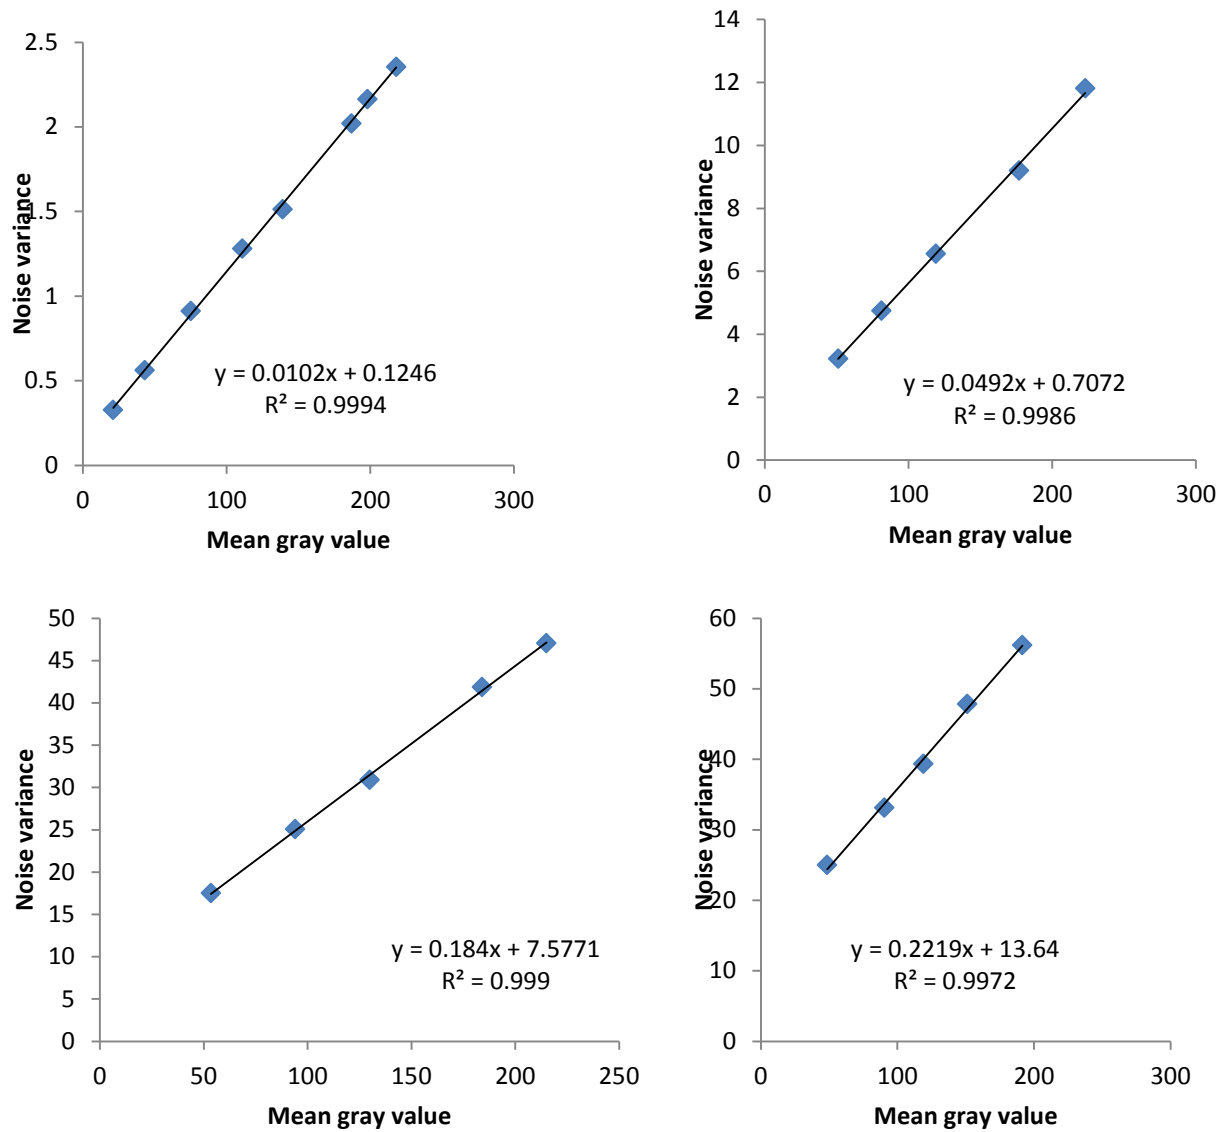 2.5
2
1.5
1
0.5
0
0 100 200 300
Noise variance
Mean gray value
y = 0.0102x + 0.1246
R² = 0.9994
14
12
10
8
6
4
2
0
0 100 200 300
Noise variance
Mean gray value
y = 0.0492x + 0.7072
R² = 0.9986
50
45
40
35
30
25
20
15
10
5
0
0 50 100 150 200 250
Noise variance
Mean gray value
y = 0.184x + 7.5771
R² = 0.999
60
50
40
30
20
10
0
0 100 200 300
Noise variance
Mean gray value
y = 0.2219x + 13.64
R² = 0.9972